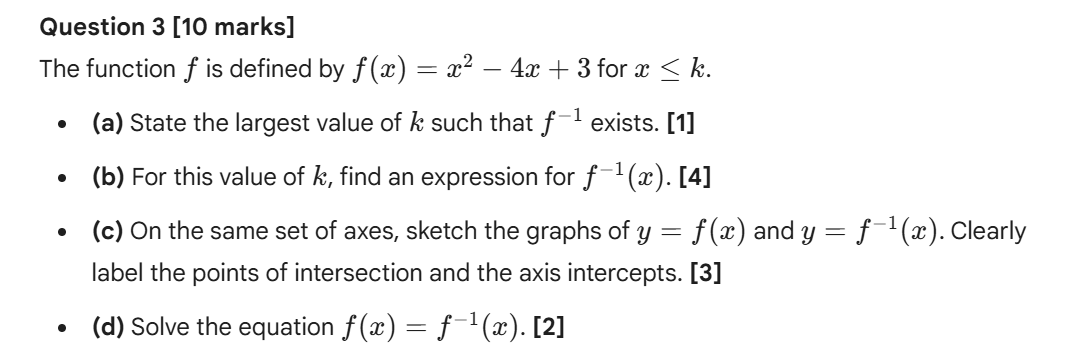 Question 3 [10 marks]
The function f is defined by f(x) = x² − 4x + 3 for x ≤ k.
• (a) State the largest value of k such that f⁻¹ exists. [1]
• (b) For this value of k, find an expression for f⁻¹(x). [4]
• (c) On the same set of axes, sketch the graphs of y = f(x) and y = f⁻¹(x). Clearly
label the points of intersection and the axis intercepts. [3]
• (d) Solve the equation f(x) = f⁻¹(x). [2]